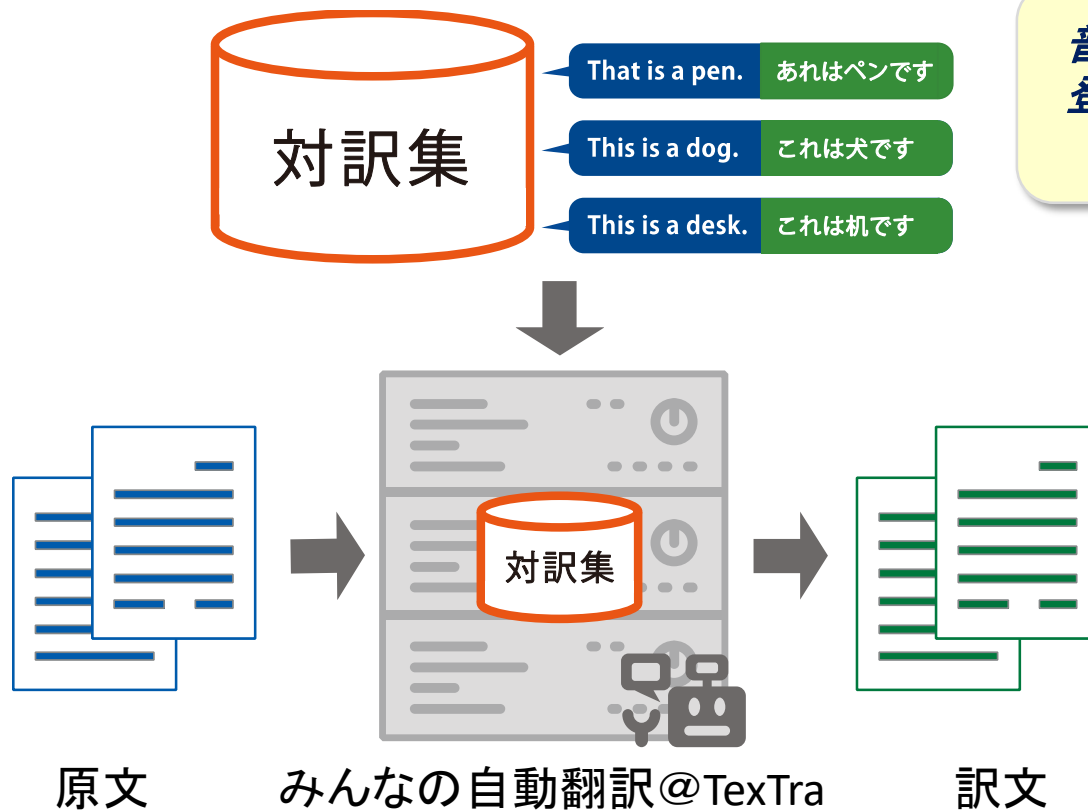 対訳集
That is a pen. あれはペンです
This is a dog. これは犬です
This is a desk. これは机です
対訳集
原文
みんなの自動翻訳@TexTra
訳文